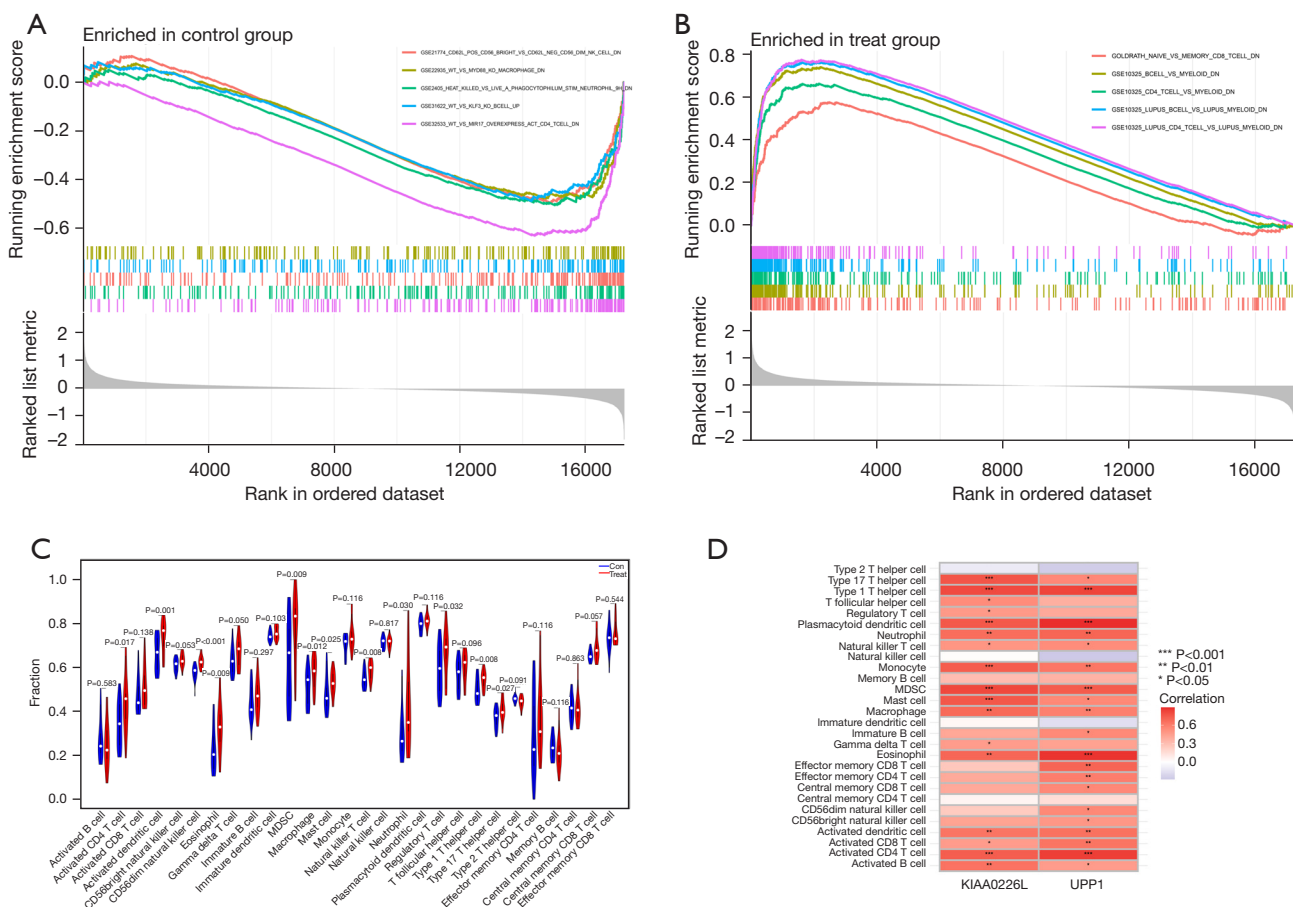 A
Enriched in control group
Running enrichment score
0.0
−0.2
−0.4
−0.6
GSE21774_CD62L_POS_CD56_BRIGHT_VS_CD62L_NEG_CD56_DIM_NK_CELL_DN
GSE22935_WT_VS_MYD88_KO_MACROPHAGE_DN
GSE2405_HEAT_KILLED_VS_LIVE_A_PHAGOCYTOPHILUM_STIM_NEUTROPHIL_9H_DN
GSE31622_WT_VS_KLF3_KO_BCELL_UP
GSE32533_WT_VS_MIR17_OVEREXPRESS_ACT_CD4_TCELL_DN
Ranked list metric
2
1
0
−1
−2
4000
8000
12000
16000
Rank in ordered dataset
B
Enriched in treat group
Running enrichment score
0.8
0.6
0.4
0.2
0.0
GOLDRATH_NAIVE_VS_MEMORY_CD8_TCELL_DN
GSE10325_BCELL_VS_MYELOID_DN
GSE10325_CD4_TCELL_VS_MYELOID_DN
GSE10325_LUPUS_BCELL_VS_LUPUS_MYELOID_DN
GSE10325_LUPUS_CD4_TCELL_VS_LUPUS_MYELOID_DN
Ranked list metric
2
1
0
−1
−2
4000
8000
12000
16000
Rank in ordered dataset
C
Fraction
1.0
0.8
0.6
0.4
0.2
0.0
Con
Treat
P=0.583
P=0.017
P=0.138
P=0.001
P=0.053
P<0.001
P=0.009
P=0.050
P=0.297
P=0.103
P=0.009
P=0.012
P=0.025
P=0.116
P=0.008
P=0.817
P=0.030
P=0.116
P=0.032
P=0.096
P=0.008
P=0.027
P=0.091
P=0.116
P=0.116
P=0.863
P=0.057
P=0.544
Activated B cell
Activated CD4 T cell
Activated CD8 T cell
Activated dendritic cell
CD56bright natural killer cell
CD56dim natural killer cell
Eosinophil
Gamma delta T cell
Immature B cell
Immature dendritic cell
MDSC
Macrophage
Mast cell
Monocyte
Natural killer T cell
Natural killer cell
Neutrophil
Plasmacytoid dendritic cell
Regulatory T cell
T follicular helper cell
Type 1 T helper cell
Type 17 T helper cell
Type 2 T helper cell
Effector memory CD4 T cell
Memory B cell
Central memory CD4 T cell
Central memory CD8 T cell
Effector memory CD8 T cell
D
Type 2 T helper cell
Type 17 T helper cell *** *
Type 1 T helper cell *** ***
T follicular helper cell *
Regulatory T cell *
Plasmacytoid dendritic cell *** ***
Neutrophil ** **
Natural killer T cell * *
Natural killer cell
Monocyte *** **
Memory B cell
MDSC *** ***
Mast cell *** *
Macrophage ** **
Immature dendritic cell
Immature B cell *
Gamma delta T cell *
Eosinophil ** ***
Effector memory CD8 T cell **
Effector memory CD4 T cell **
Central memory CD8 T cell *
Central memory CD4 T cell
CD56dim natural killer cell *
CD56bright natural killer cell *
Activated dendritic cell ** **
Activated CD8 T cell * **
Activated CD4 T cell *** ***
Activated B cell ** *
KIAA0226L UPP1
*** P<0.001
** P<0.01
* P<0.05
Correlation
0.6
0.3
0.0